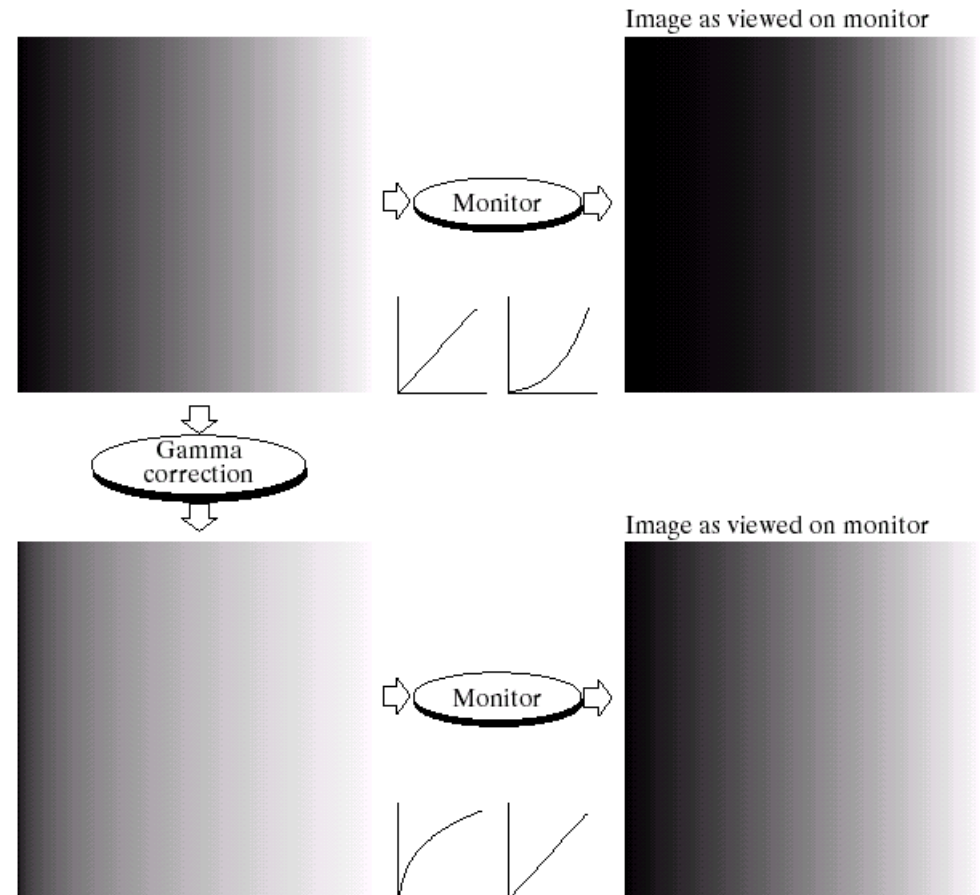 Image as viewed on monitor
Monitor
Gamma
correction
Image as viewed on monitor
Monitor